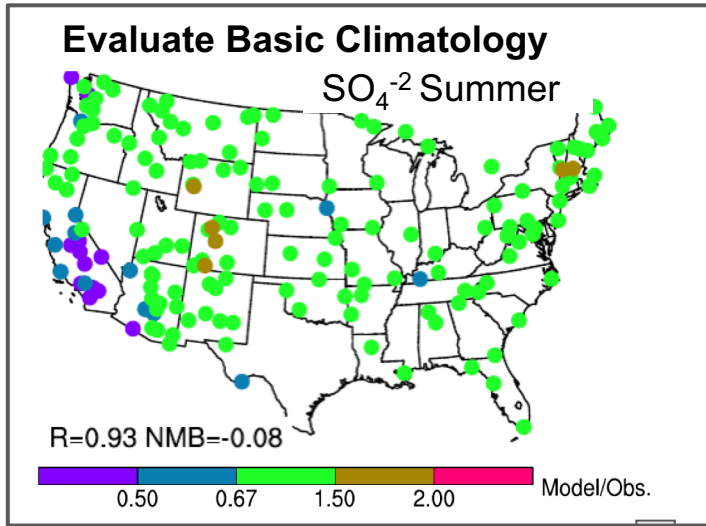 Evaluate Basic Climatology
SO₄⁻² Summer
R=0.93 NMB=-0.08
0.50 0.67 1.50 2.00 Model/Obs.